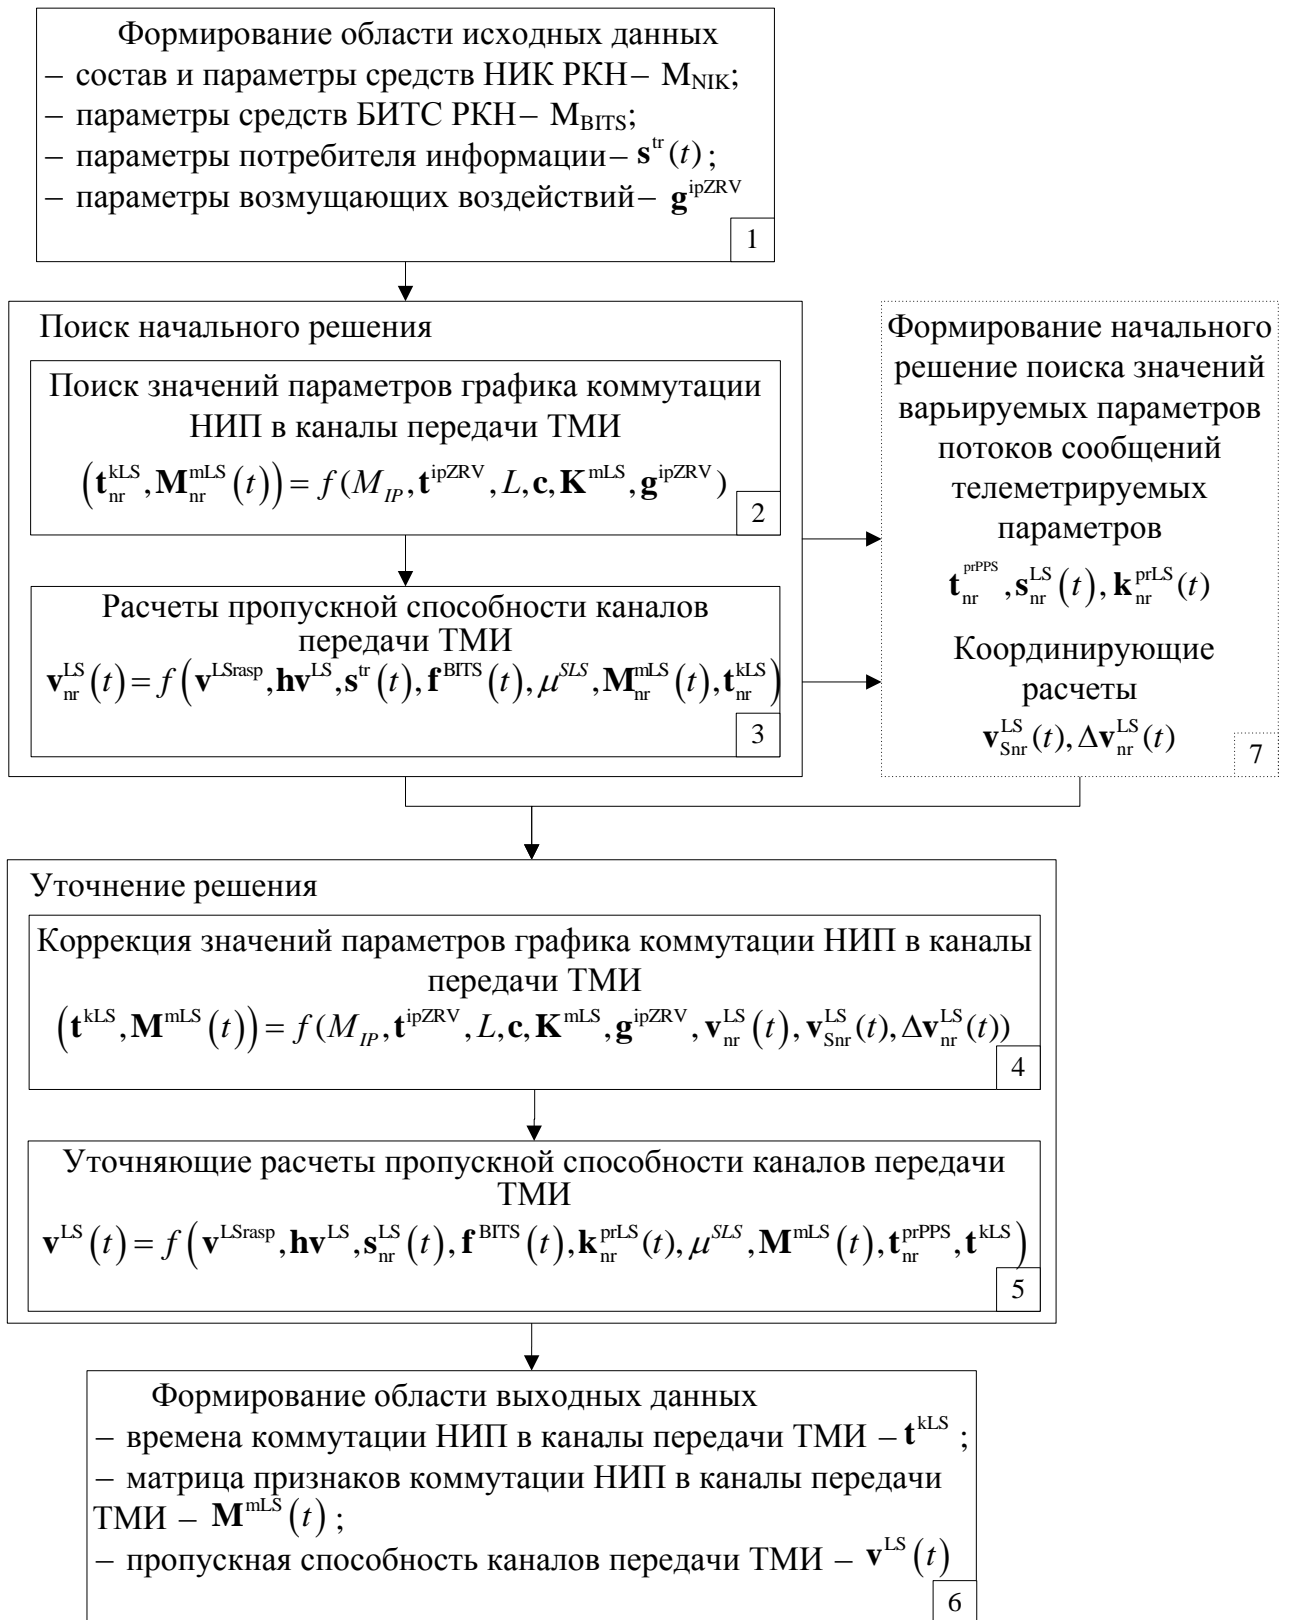 Формирование области исходных данных
– состав и параметры средств НИК РКН– M_NIK;
– параметры средств БИТС РКН– M_BITS;
– параметры потребителя информации– s^tr(t);
– параметры возмущающих воздействий– g^ipZRV
1
Поиск начального решения
Поиск значений параметров графика коммутации
НИП в каналы передачи ТМИ
(t_nr^kLS, M_nr^mLS(t)) = f(M_IP, t^ipZRV, L, c, K^mLS, g^ipZRV)
2
Расчеты пропускной способности каналов
передачи ТМИ
v_nr^LS(t) = f(v^LSrasp, hv^LS, s^tr(t), f^BITS(t), μ^SLS, M_nr^mLS(t), t_nr^kLS)
3
Формирование начального
решение поиска значений
варьируемых параметров
потоков сообщений
телеметрируемых
параметров
t_nr^prPPS, s_nr^LS(t), k_nr^prLS(t)
Координирующие
расчеты
v_Snr^LS(t), Δv_nr^LS(t)
7
Уточнение решения
Коррекция значений параметров графика коммутации НИП в каналы
передачи ТМИ
(t^kLS, M^mLS(t)) = f(M_IP, t^ipZRV, L, c, K^mLS, g^ipZRV, v_nr^LS(t), v_Snr^LS(t), Δv_nr^LS(t))
4
Уточняющие расчеты пропускной способности каналов передачи
ТМИ
v^LS(t) = f(v^LSrasp, hv^LS, s_nr^LS(t), f^BITS(t), k_nr^prLS(t), μ^SLS, M^mLS(t), t_nr^prPPS, t^kLS)
5
Формирование области выходных данных
– времена коммутации НИП в каналы передачи ТМИ – t^kLS ;
– матрица признаков коммутации НИП в каналы передачи
ТМИ – M^mLS(t) ;
– пропускная способность каналов передачи ТМИ – v^LS(t)
6